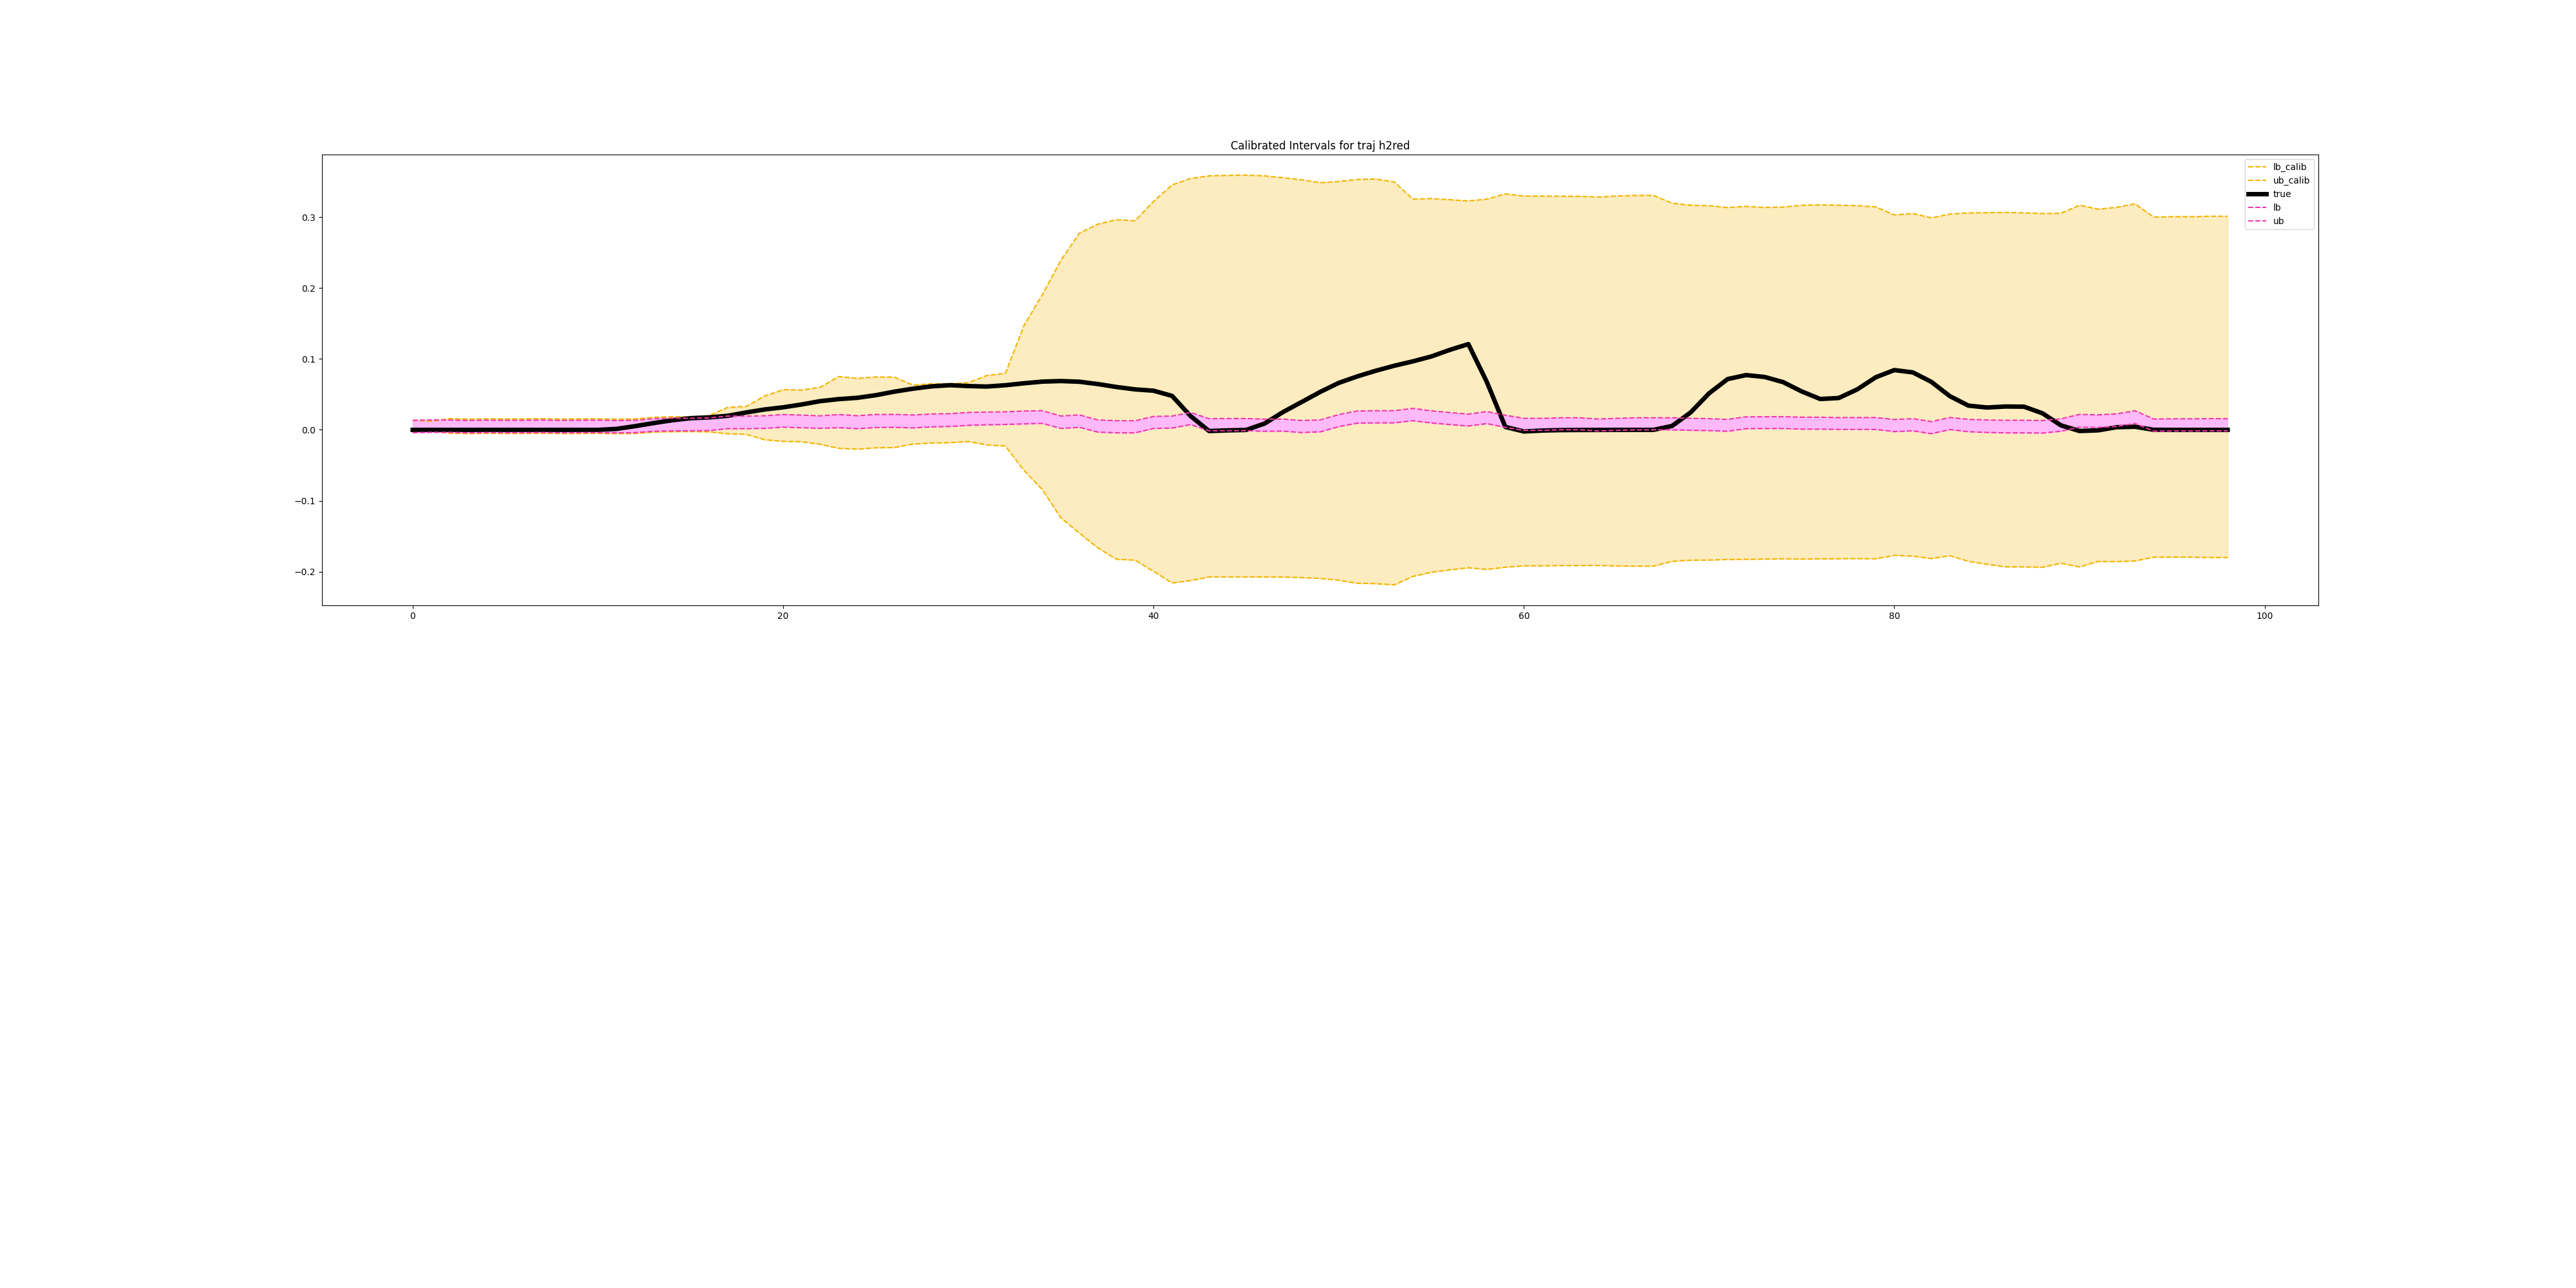 Calibrated Intervals for traj h2red
lb_calib
ub_calib
true
lb
ub
0.3
0.2
0.1
0.0
−0.1
−0.2
0 20 40 60 80 100